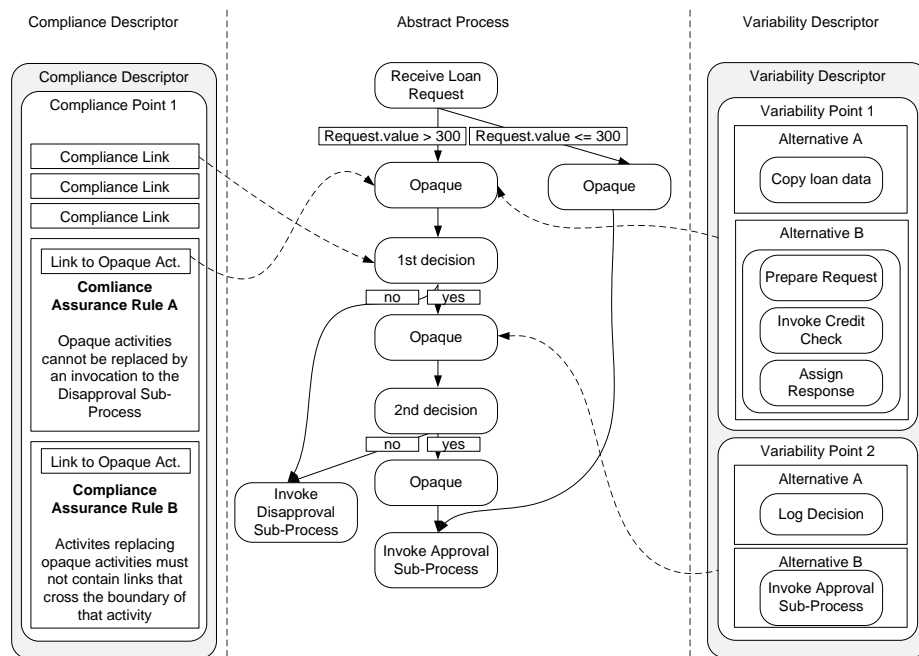 Compliance Descriptor
Abstract Process
Variability Descriptor
Compliance Descriptor
Compliance Point 1
Compliance Link
Compliance Link
Compliance Link
Link to Opaque Act.
Comliance
Assurance Rule A
Opaque activities
cannot be replaced by
an invocation to the
Disapproval Sub-
Process
Link to Opaque Act.
Compliance
Assurance Rule B
Activites replacing
opaque activities must
not contain links that
cross the boundary of
that activity
Receive Loan
Request
Request.value > 300
Request.value <= 300
Opaque
Opaque
1st decision
no
yes
Opaque
2nd decision
no
yes
Opaque
Invoke
Disapproval
Sub-Process
Invoke Approval
Sub-Process
Variability Descriptor
Variability Point 1
Alternative A
Copy loan data
Alternative B
Prepare Request
Invoke Credit
Check
Assign
Response
Variability Point 2
Alternative A
Log Decision
Alternative B
Invoke Approval
Sub-Process